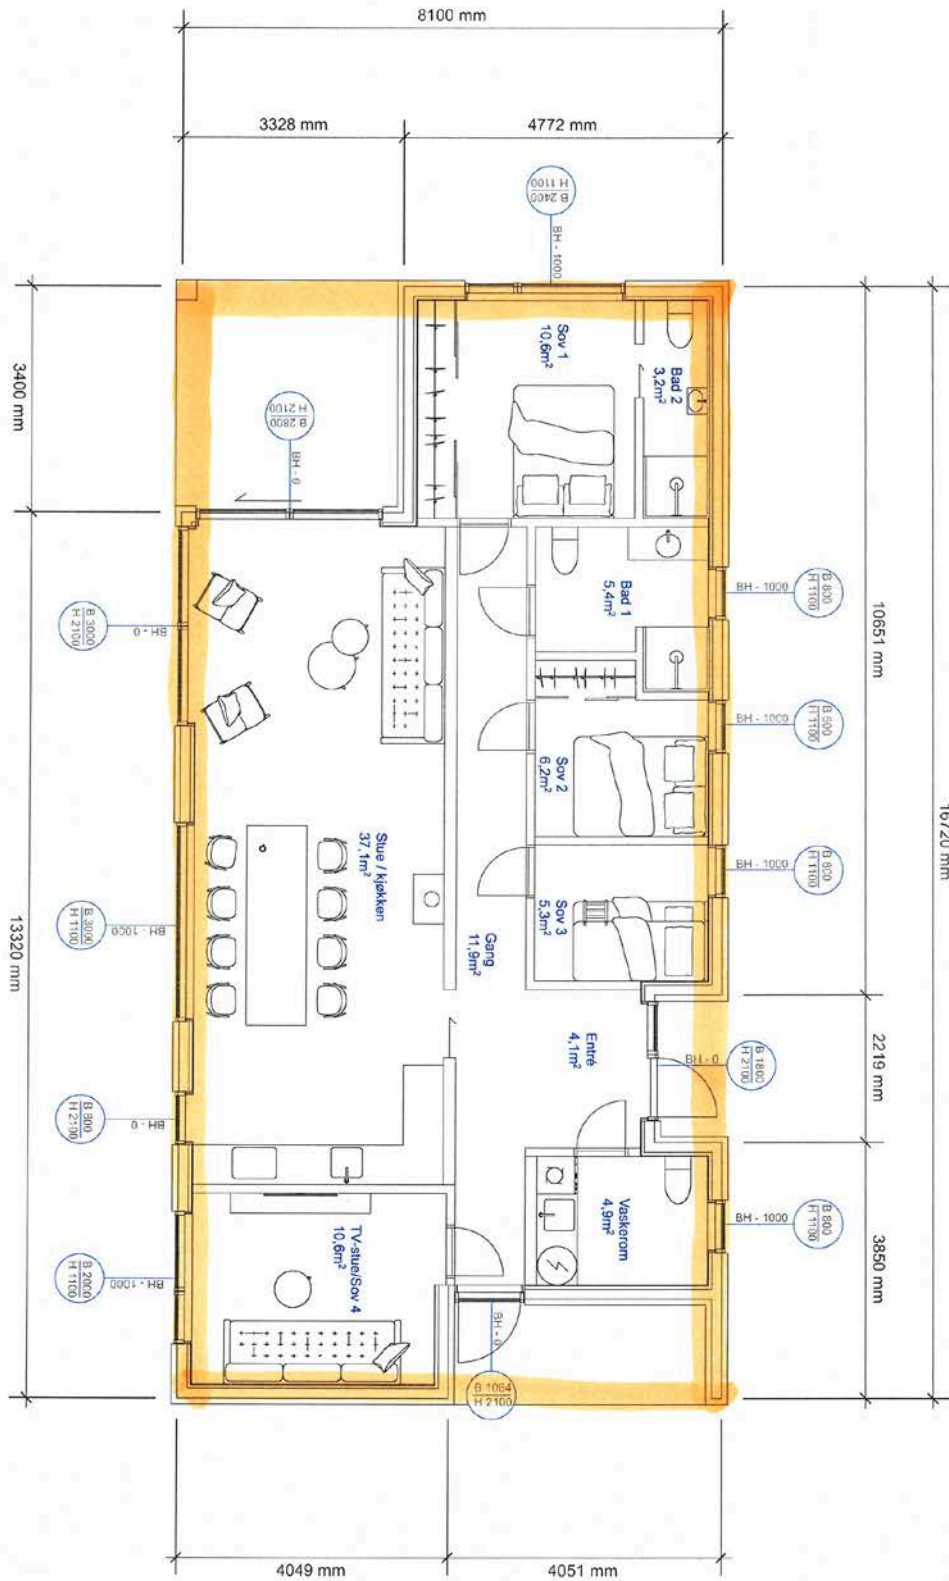 8100 mm
3328 mm
4772 mm
B 2400
H 1100
BH - 1000
3400 mm
B 2800
H 2100
BH - 0
Sov 1
10,6m²
Bad 2
3,2m²
B 800
H 1100
BH - 1000
Bad 1
5,4m²
10651 mm
B 3000
H 2100
BH - 0
BH - 1000
Sov 2
6,2m²
16720 mm
Stue / kjøkken
37,1m²
B 800
H 1100
BH - 1000
Sov 3
5,3m²
B 3000
H 1100
BH - 1000
13320 mm
Gang
11,9m²
Entré
4,1m²
B 1800
H 2100
BH - 0
2219 mm
B 800
H 2100
BH - 0
Vaskerom
4,9m²
B 800
H 1100
BH - 1000
3850 mm
TV-stue/Sov 4
10,6m²
B 2000
H 1100
BH - 1000
BH - 0
B 1084
H 2100
4049 mm
4051 mm